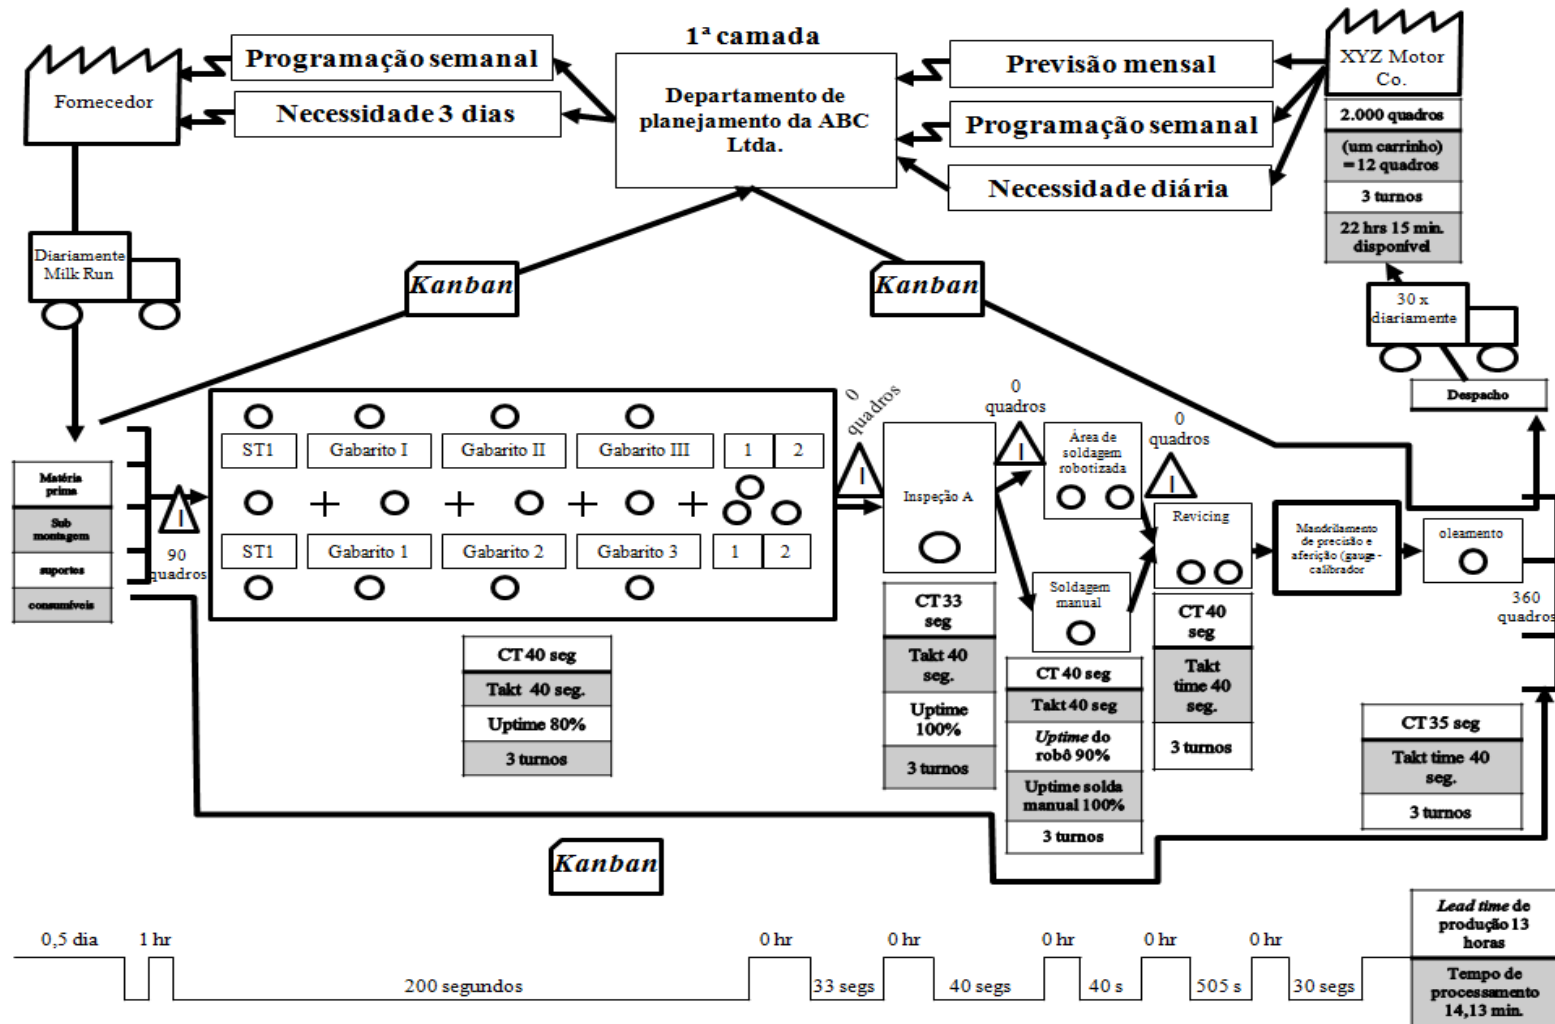 1ª camada
Fornecedor
Programação semanal
Necessidade 3 dias
Departamento de
planejamento da ABC
Ltda.
Previsão mensal
Programação semanal
Necessidade diária
XYZ Motor
Co.
2.000 quadros
(um carrinho)
= 12 quadros
3 turnos
22 hrs 15 min.
disponível
Diariamente
Milk Run
Kanban
Kanban
30 x
diariamente
Despacho
Matéria
prima
Sub
montagem
suportos
consumíveis
I
90
quadros
ST1
Gabarito I
Gabarito II
Gabarito III
1
2
+
+
+
+
ST1
Gabarito 1
Gabarito 2
Gabarito 3
1
2
CT 40 seg
Takt 40 seg.
Uptime 80%
3 turnos
0
quadros
I
Inspeção A
CT 33
seg
Takt 40
seg.
Uptime
100%
3 turnos
0
quadros
I
Área de
soldagem
robotizada
Soldagem
manual
CT 40 seg
Takt 40 seg
Uptime do
robô 90%
Uptime solda
manual 100%
3 turnos
0
quadros
I
Revicing
CT 40
seg
Takt
time 40
seg.
3 turnos
Mandrilamento
de precisão e
aferição (gauge -
calibrador
oleamento
360
quadros
CT 35 seg
Takt time 40
seg.
3 turnos
Kanban
0,5 dia
1 hr
200 segundos
0 hr
33 segs
0 hr
40 segs
0 hr
40 s
0 hr
505 s
0 hr
30 segs
Lead time de
produção 13
horas
Tempo de
processamento
14,13 min.